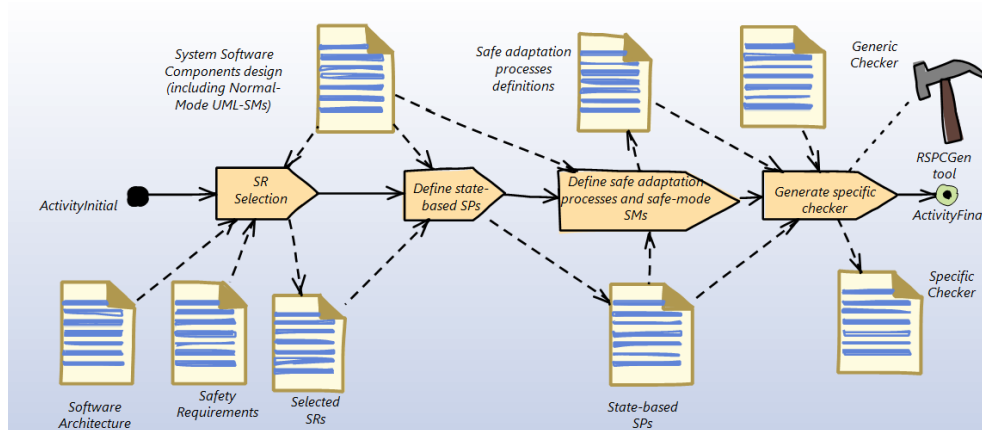 System Software
Components design
(including Normal-
Mode UML-SMs)
Safe adaptation
processes
definitions
Generic
Checker
RSPCGen
tool
ActivityInitial
SR
Selection
Define state-
based SPs
Define safe adaptation
processes and safe-mode
SMs
Generate specific
checker
ActivityFina
Software
Architecture
Safety
Requirements
Selected
SRs
State-based
SPs
Specific
Checker